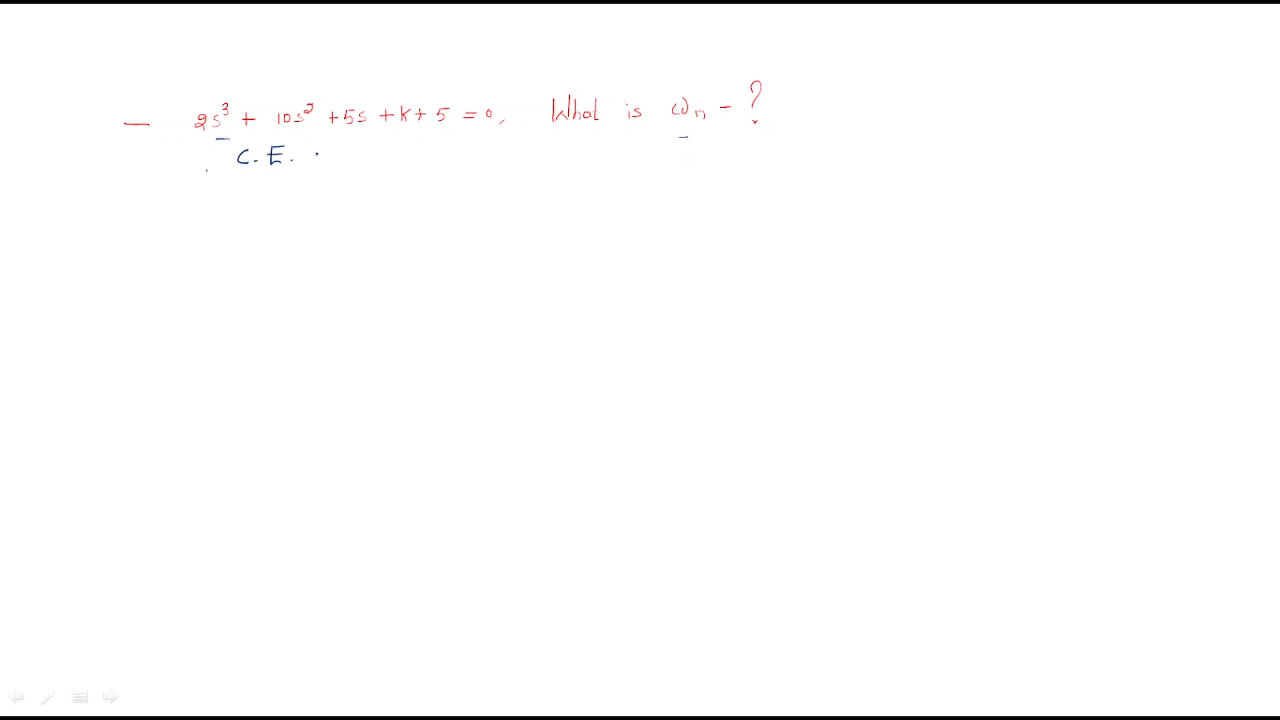 — 2s³ + 10s² + 5s + k + 5 = 0, What is ωn - ?
C.E.